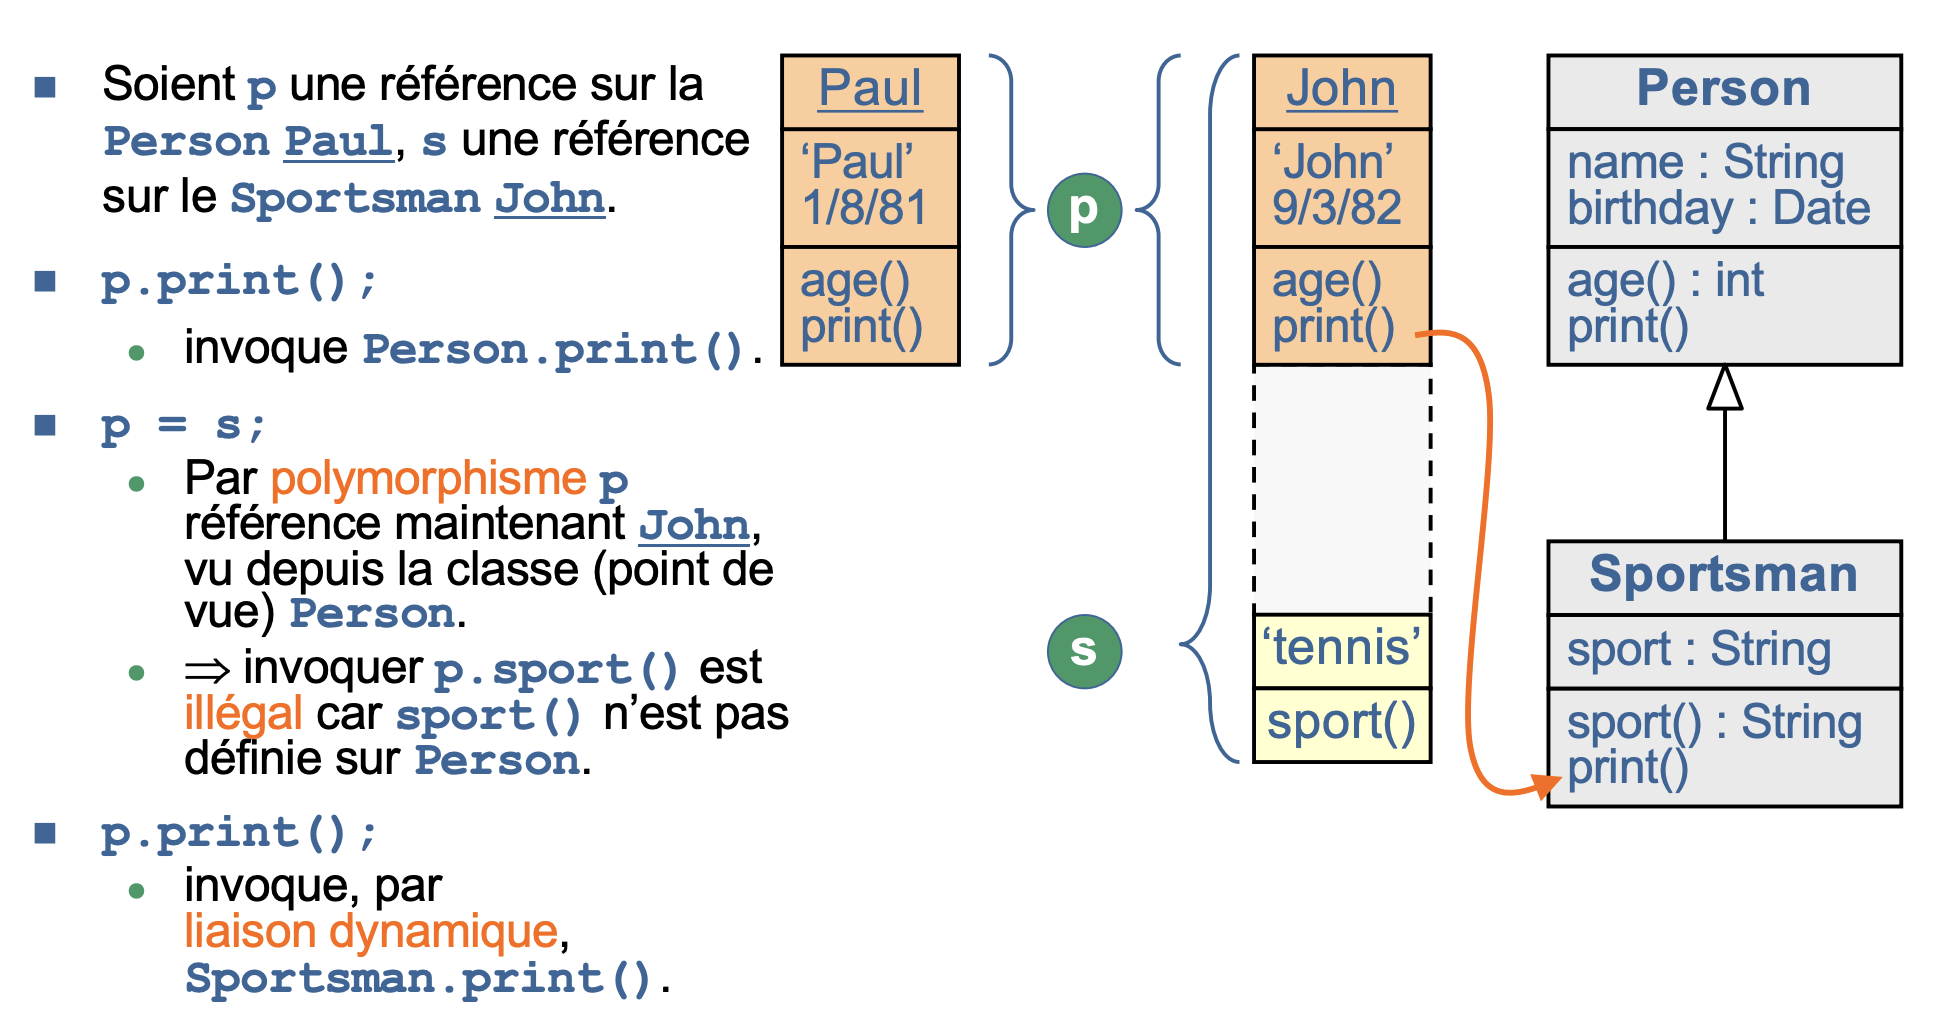 Soient p une référence sur la
Person Paul, s une référence
sur le Sportsman John.
p.print();
invoque Person.print().
p = s;
Par polymorphisme p
référence maintenant John,
vu depuis la classe (point de
vue) Person.
⇒ invoquer p.sport() est
illégal car sport() n’est pas
définie sur Person.
p.print();
invoque, par
liaison dynamique,
Sportsman.print().
Paul
‘Paul’
1/8/81
age()
print()
p
s
John
‘John’
9/3/82
age()
print()
‘tennis’
sport()
Person
name : String
birthday : Date
age() : int
print()
Sportsman
sport : String
sport() : String
print()